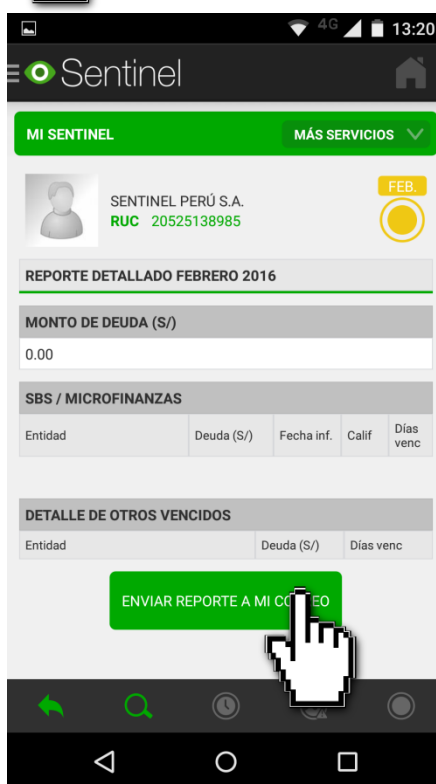 4G 13:20
Sentinel
MI SENTINEL MÁS SERVICIOS
FEB.
SENTINEL PERÚ S.A.
RUC 20525138985
REPORTE DETALLADO FEBRERO 2016
MONTO DE DEUDA (S/)
0.00
SBS / MICROFINANZAS
Entidad Deuda (S/) Fecha inf. Calif Días venc
DETALLE DE OTROS VENCIDOS
Entidad Deuda (S/) Días venc
ENVIAR REPORTE A MI CORREO